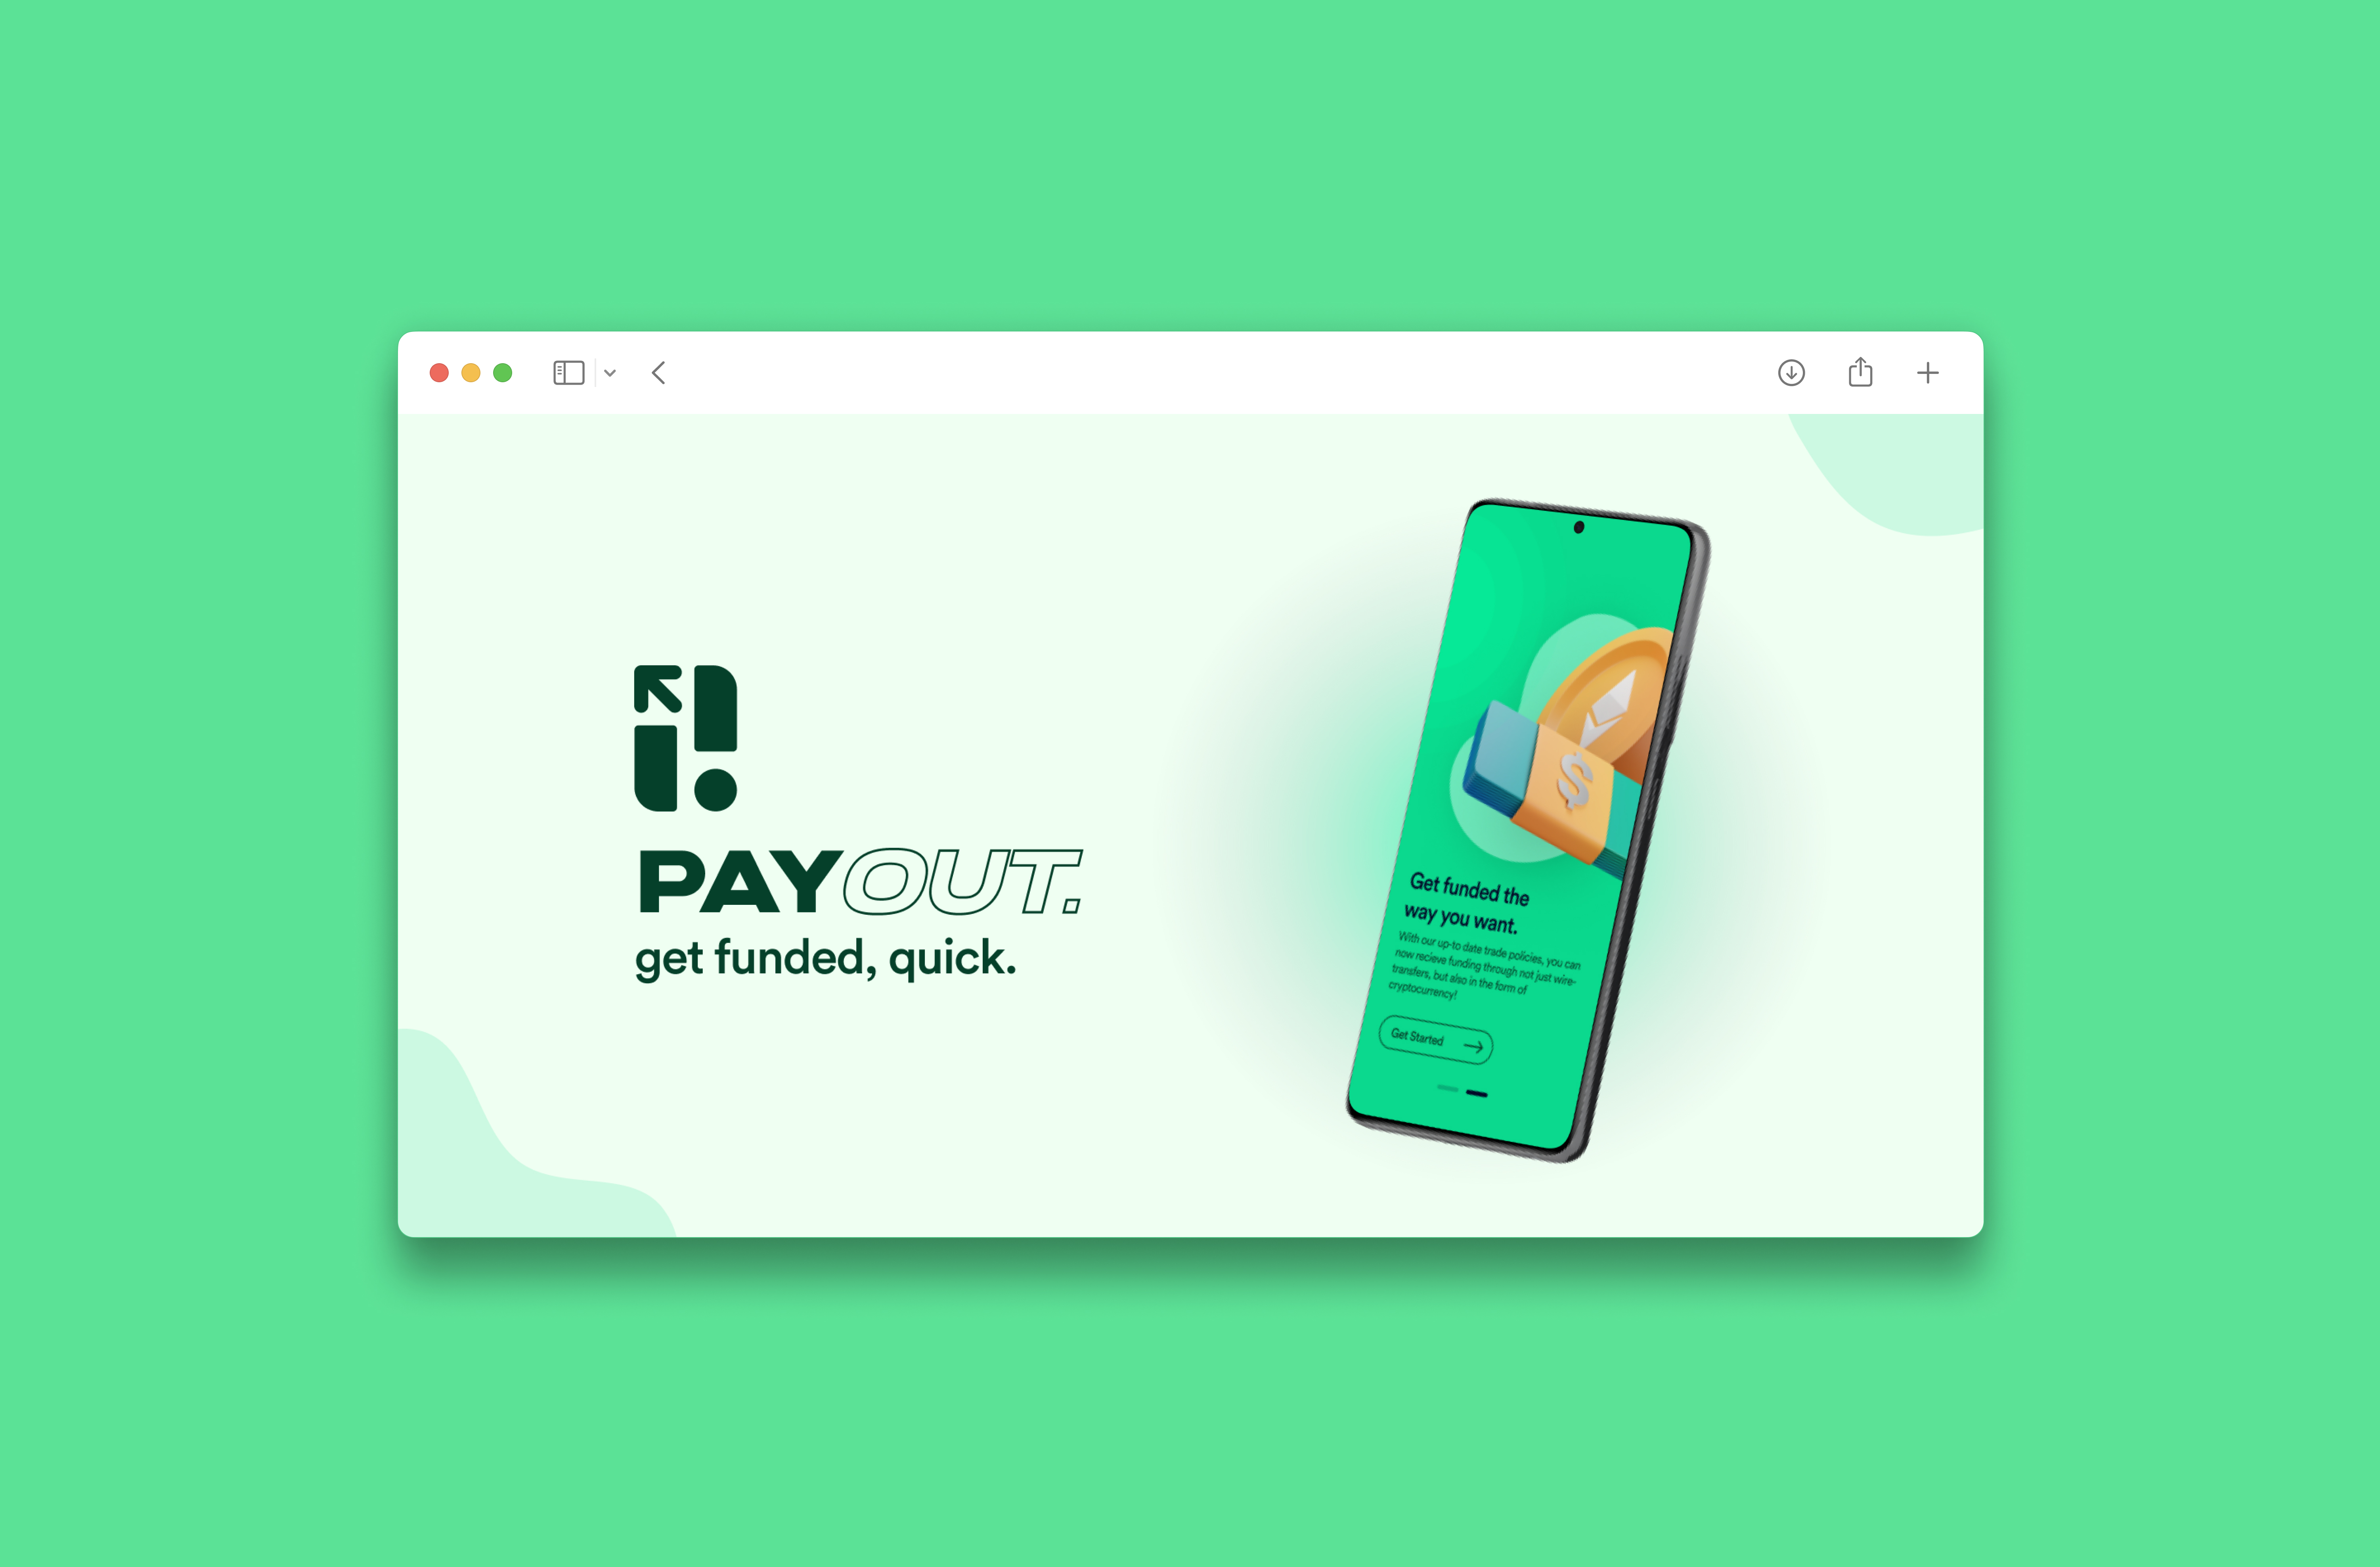 PAYOUT.
get funded, quick.
$
Get funded the
way you want.
With our up-to date trade policies, you can
now recieve funding through not just wire-
transfers, but also in the form of
cryptocurrency!
Get Started